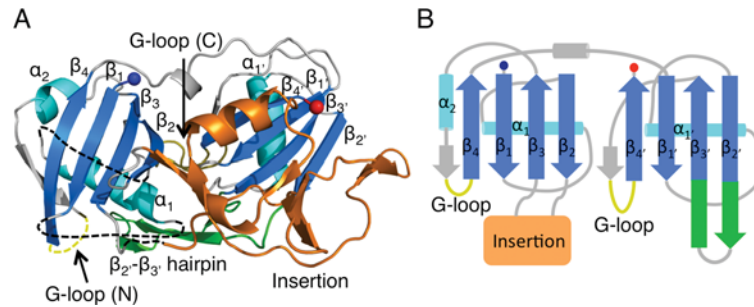 A
G-loop (C)
α₂
β₄
β₁
β₃
β₂
α₁'
β₄'
β₁'
β₃'
β₂'
α₁
β₂'-β₃' hairpin
Insertion
G-loop (N)
B
α₂
β₄
β₁
α₁
β₃
β₂
G-loop
Insertion
β₄'
β₁'
α₁'
β₃'
β₂'
G-loop